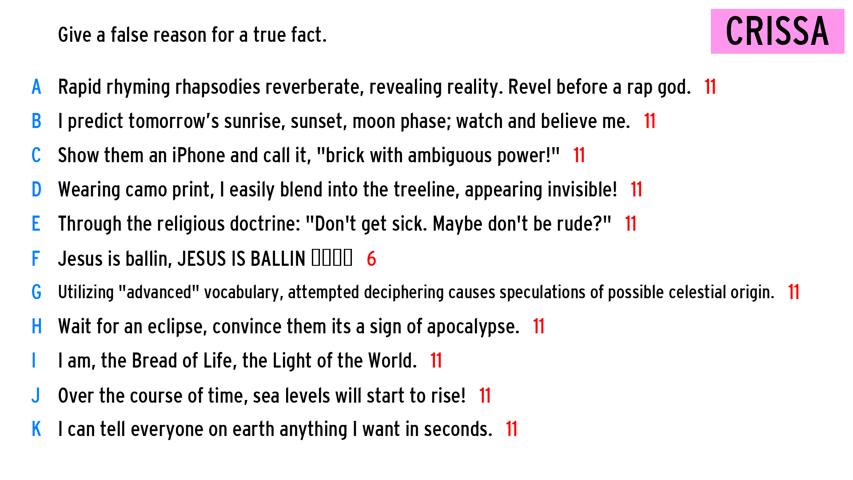 Give a false reason for a true fact.
CRISSA
A Rapid rhyming rhapsodies reverberate, revealing reality. Revel before a rap god. 11
B I predict tomorrow's sunrise, sunset, moon phase; watch and believe me. 11
C Show them an iPhone and call it, "brick with ambiguous power!" 11
D Wearing camo print, I easily blend into the treeline, appearing invisible! 11
E Through the religious doctrine: "Don't get sick. Maybe don't be rude?" 11
F Jesus is ballin, JESUS IS BALLIN 6
G Utilizing "advanced" vocabulary, attempted deciphering causes speculations of possible celestial origin. 11
H Wait for an eclipse, convince them its a sign of apocalypse. 11
I I am, the Bread of Life, the Light of the World. 11
J Over the course of time, sea levels will start to rise! 11
K I can tell everyone on earth anything I want in seconds. 11